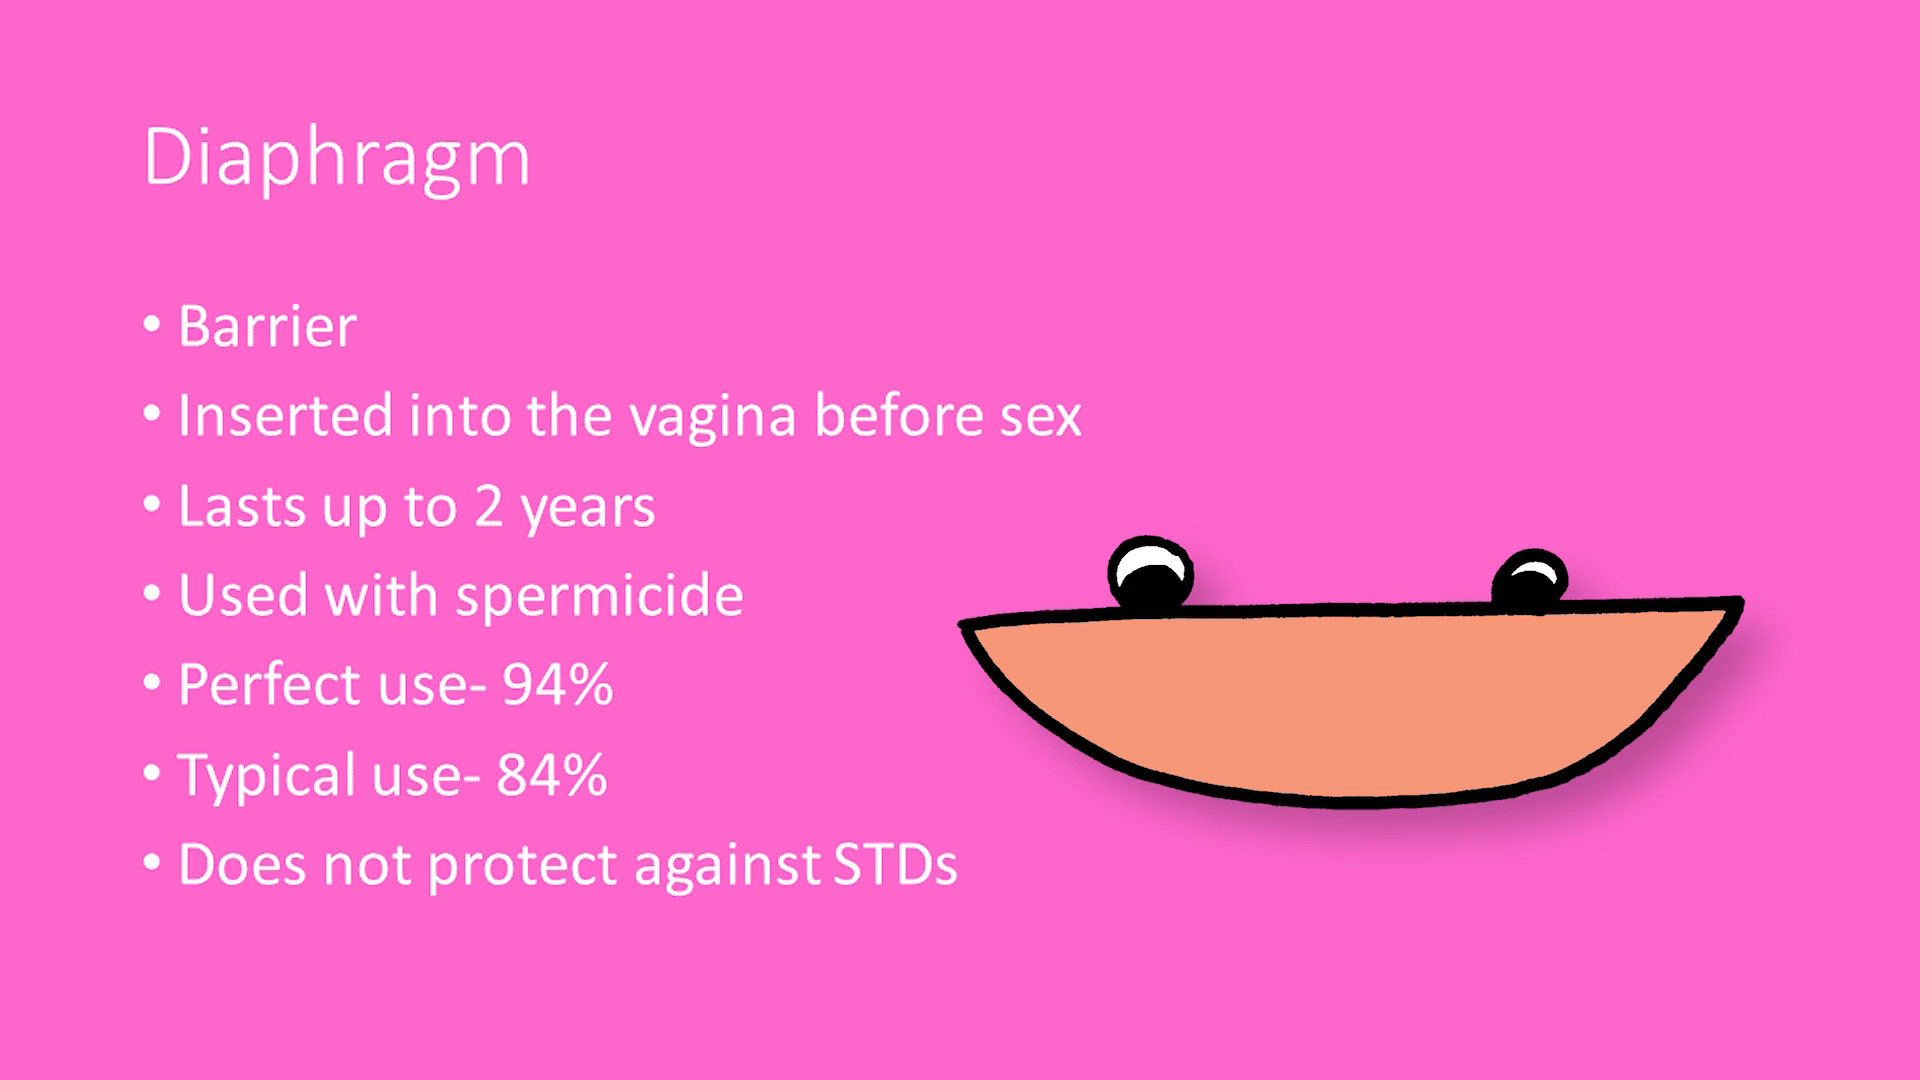 Diaphragm
• Barrier
• Inserted into the vagina before sex
• Lasts up to 2 years
• Used with spermicide
• Perfect use- 94%
• Typical use- 84%
• Does not protect against STDs